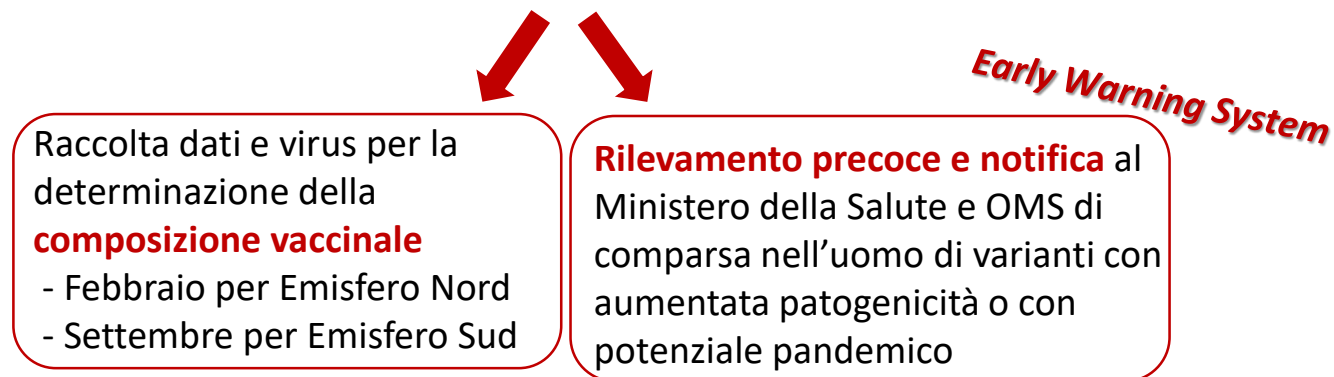 Early Warning System
Raccolta dati e virus per la
determinazione della
composizione vaccinale
- Febbraio per Emisfero Nord
- Settembre per Emisfero Sud
Rilevamento precoce e notifica al
Ministero della Salute e OMS di
comparsa nell’uomo di varianti con
aumentata patogenicità o con
potenziale pandemico